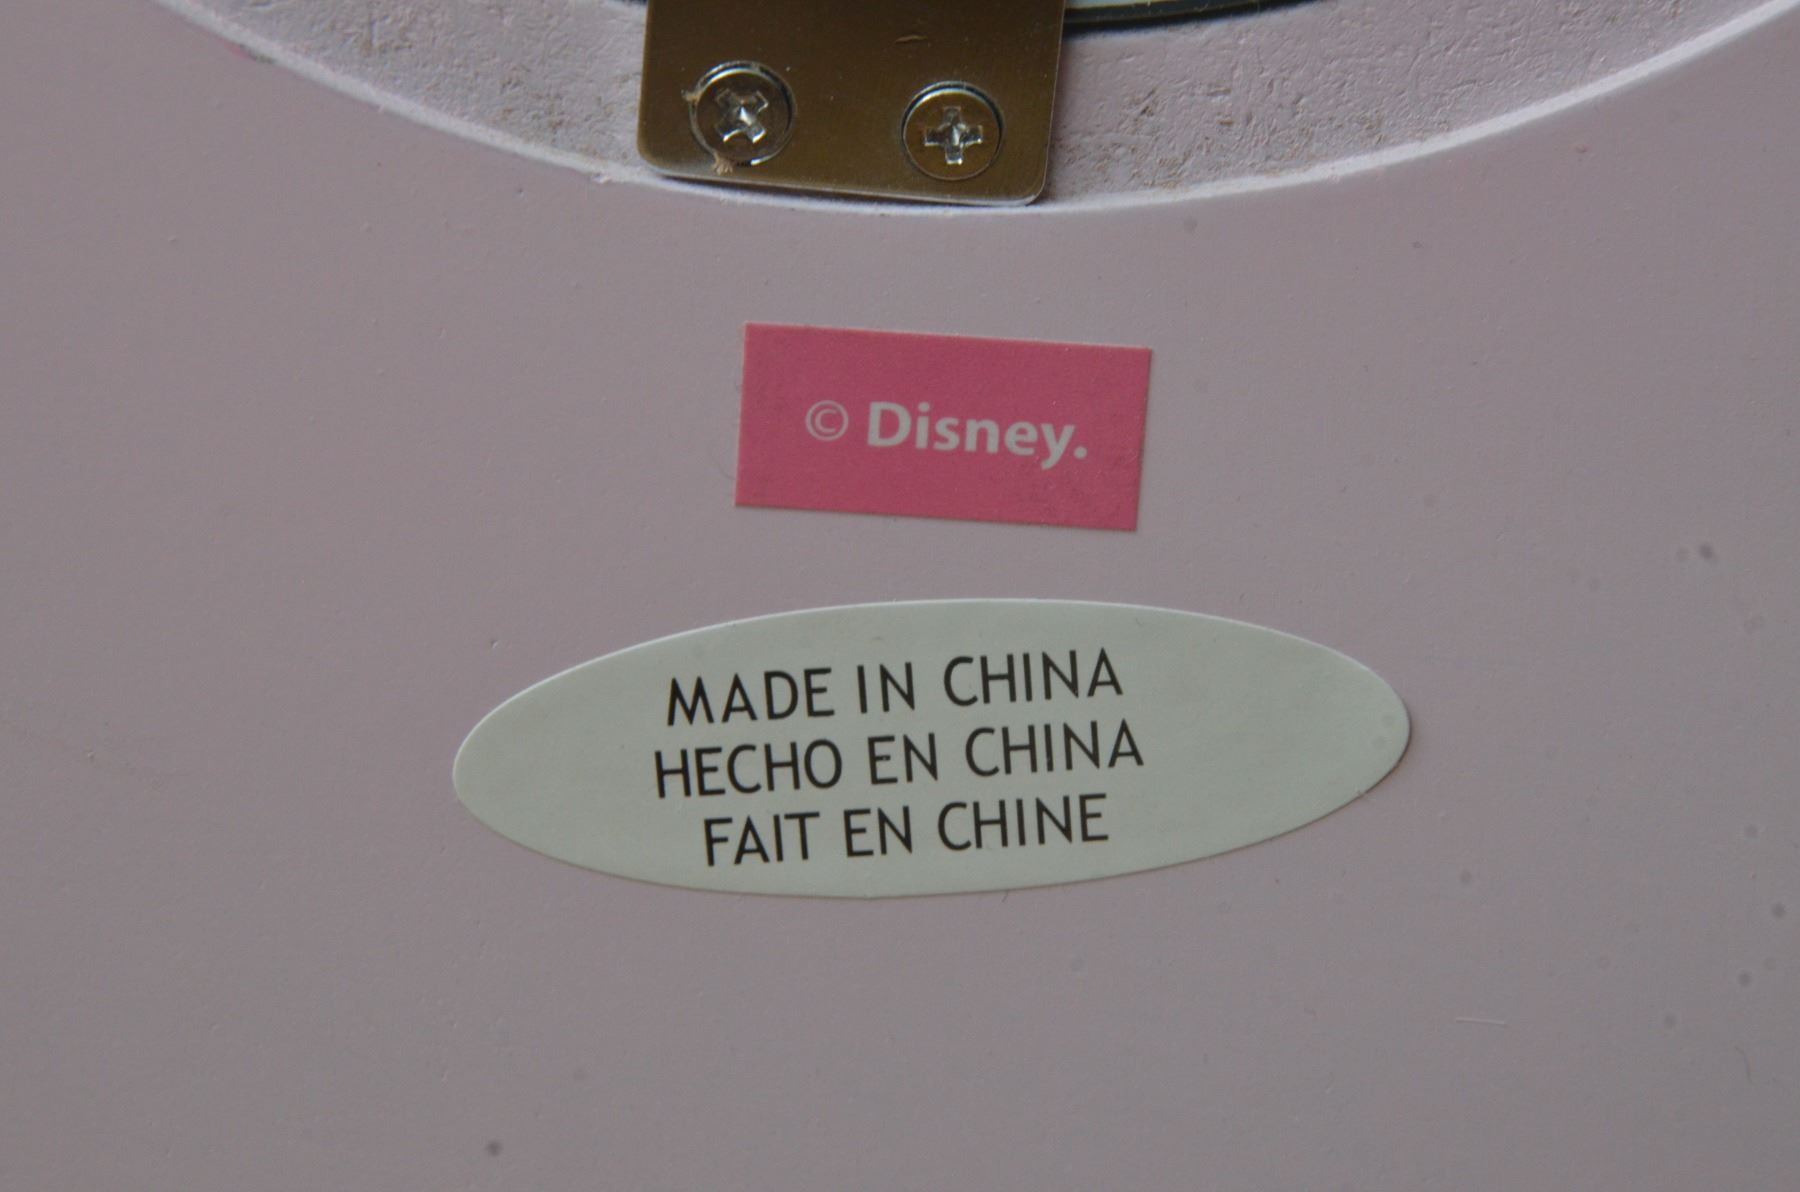 © Disney.
MADE IN CHINA
HECHO EN CHINA
FAIT EN CHINE